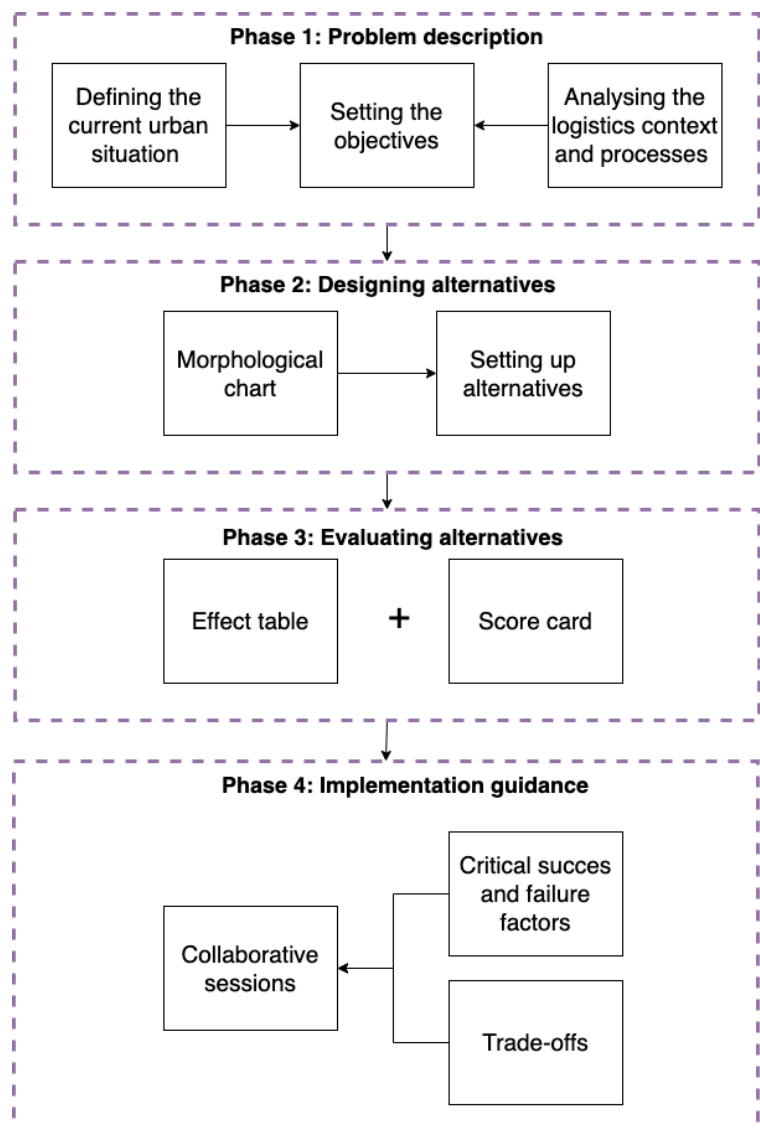 Phase 1: Problem description
Defining the
current urban
situation
Setting the
objectives
Analysing the
logistics context
and processes
Phase 2: Designing alternatives
Morphological
chart
Setting up
alternatives
Phase 3: Evaluating alternatives
Effect table
+
Score card
Phase 4: Implementation guidance
Critical succes
and failure
factors
Collaborative
sessions
Trade-offs